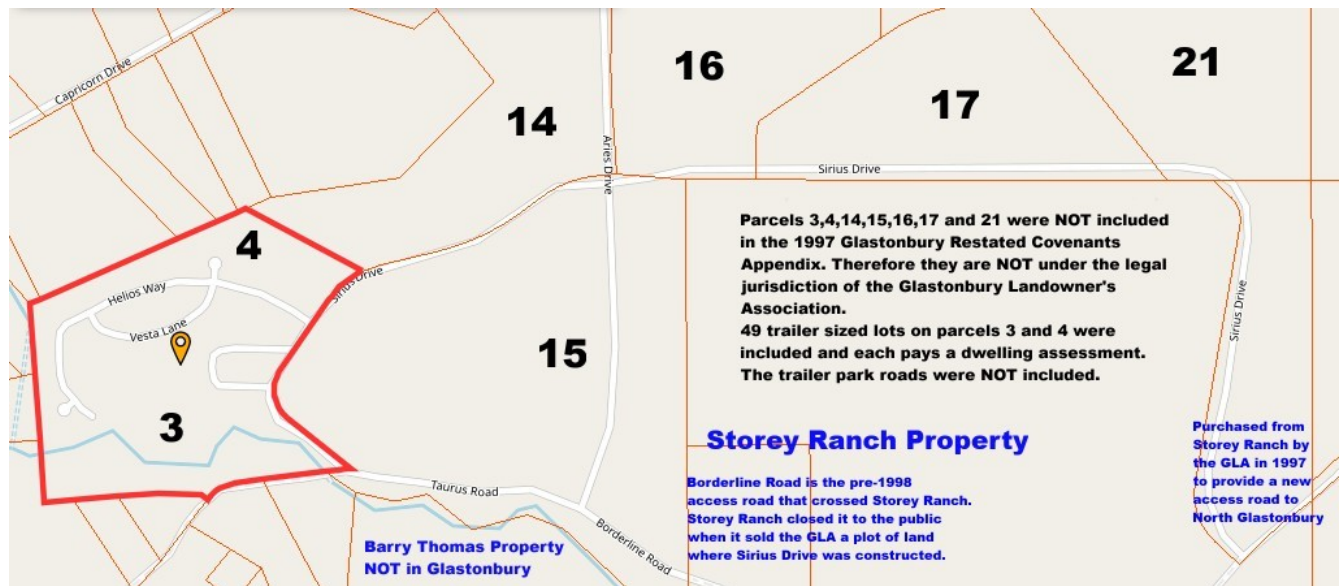 16
21
17
14
Capricorn Drive
Aries Drive
Sirius Drive
Parcels 3,4,14,15,16,17 and 21 were NOT included
in the 1997 Glastonbury Restated Covenants
Appendix. Therefore they are NOT under the legal
jurisdiction of the Glastonbury Landowner's
Association.
49 trailer sized lots on parcels 3 and 4 were
included and each pays a dwelling assessment.
The trailer park roads were NOT included.
4
Sirius Drive
Helios Way
Vesta Lane
15
Sirius Drive
3
Storey Ranch Property
Purchased from
Storey Ranch by
the GLA in 1997
to provide a new
access road to
North Glastonbury
Borderline Road is the pre-1998
access road that crossed Storey Ranch.
Storey Ranch closed it to the public
when it sold the GLA a plot of land
where Sirius Drive was constructed.
Taurus Road
Borderline Road
Barry Thomas Property
NOT in Glastonbury